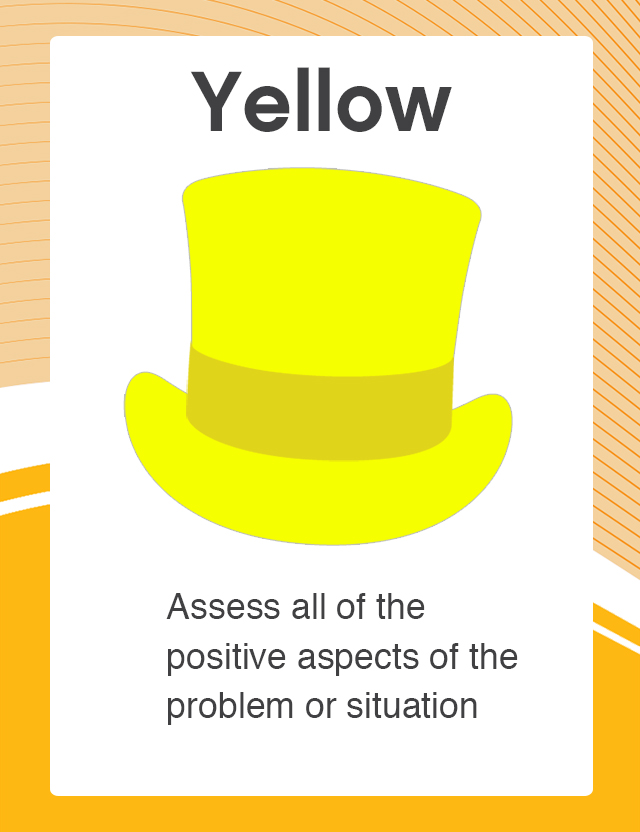 Yellow
Assess all of the
positive aspects of the
problem or situation